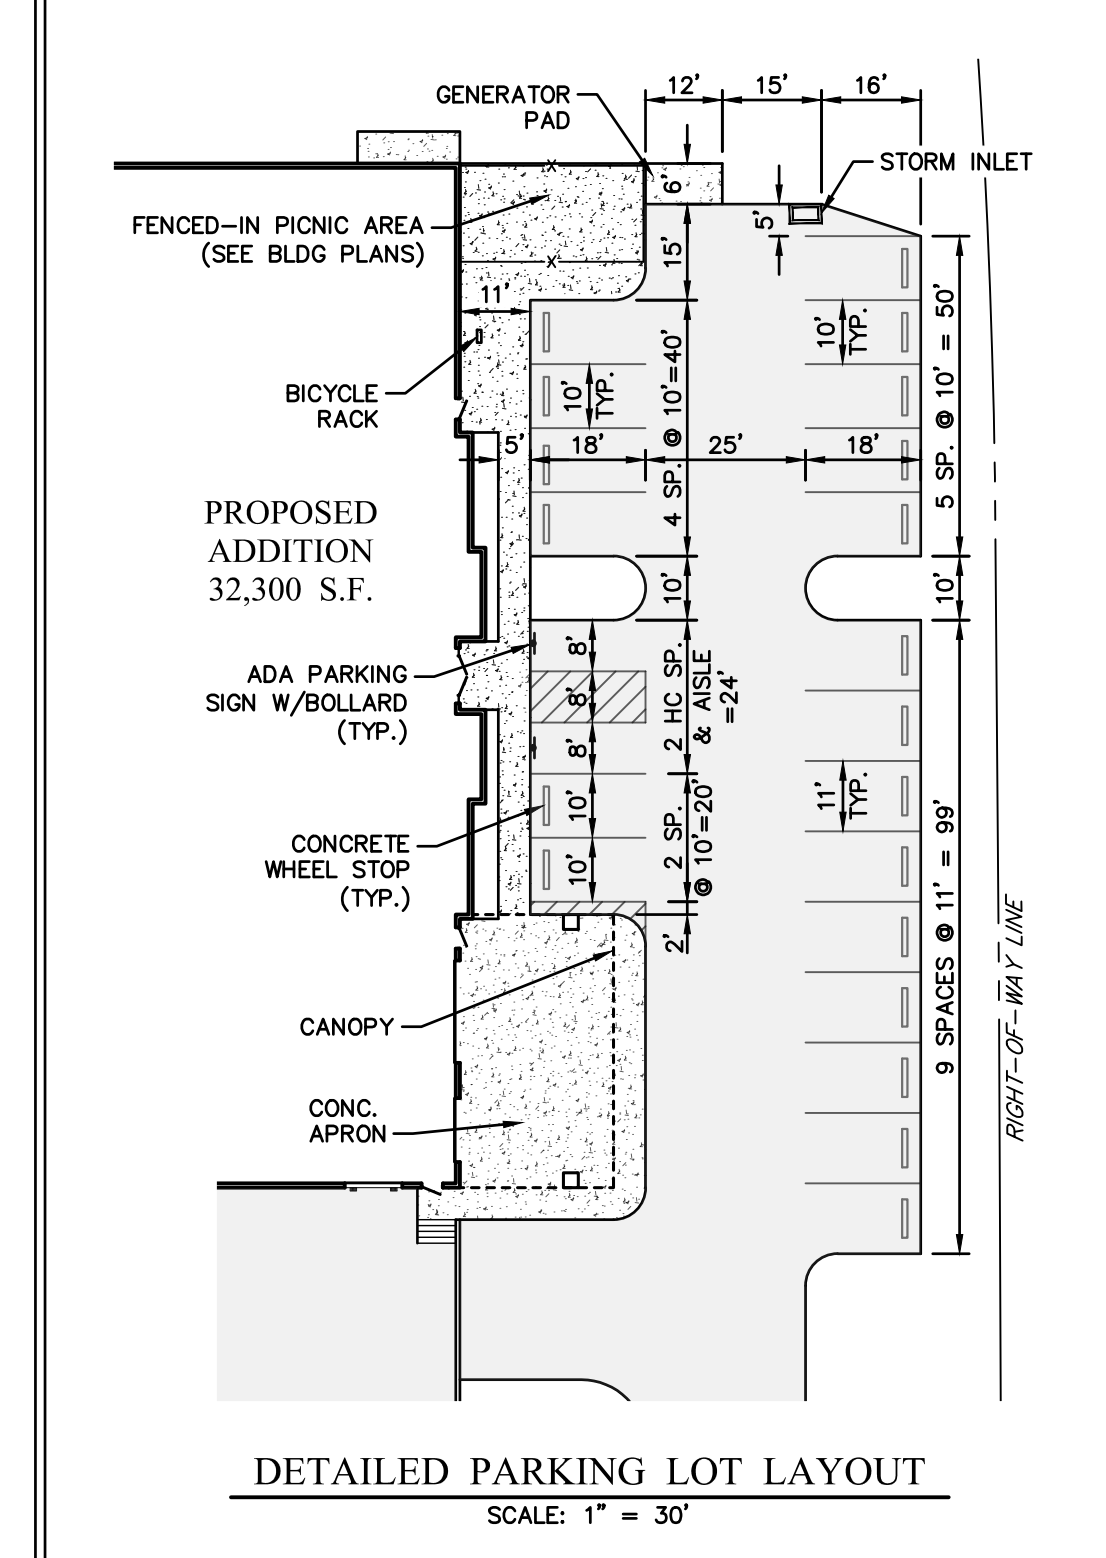 12' 15' 16'
GENERATOR
PAD
6'
STORM INLET
5'
FENCED-IN PICNIC AREA
(SEE BLDG PLANS)
X
X
15'
11'
10'
TYP.
10'
TYP.
4 SP. @ 10'=40'
5 SP. @ 10' = 50'
BICYCLE
RACK
5' 18' 25' 18'
PROPOSED
ADDITION
32,300 S.F.
10'
10'
ADA PARKING
SIGN W/BOLLARD
(TYP.)
8'
8'
8'
2 HC SP.
& AISLE
=24'
11'
TYP.
CONCRETE
WHEEL STOP
(TYP.)
10'
10'
2 SP.
@ 10'=20'
2'
9 SPACES @ 11' = 99'
RIGHT-OF-WAY LINE
CANOPY
CONC.
APRON
DETAILED PARKING LOT LAYOUT
SCALE: 1" = 30'